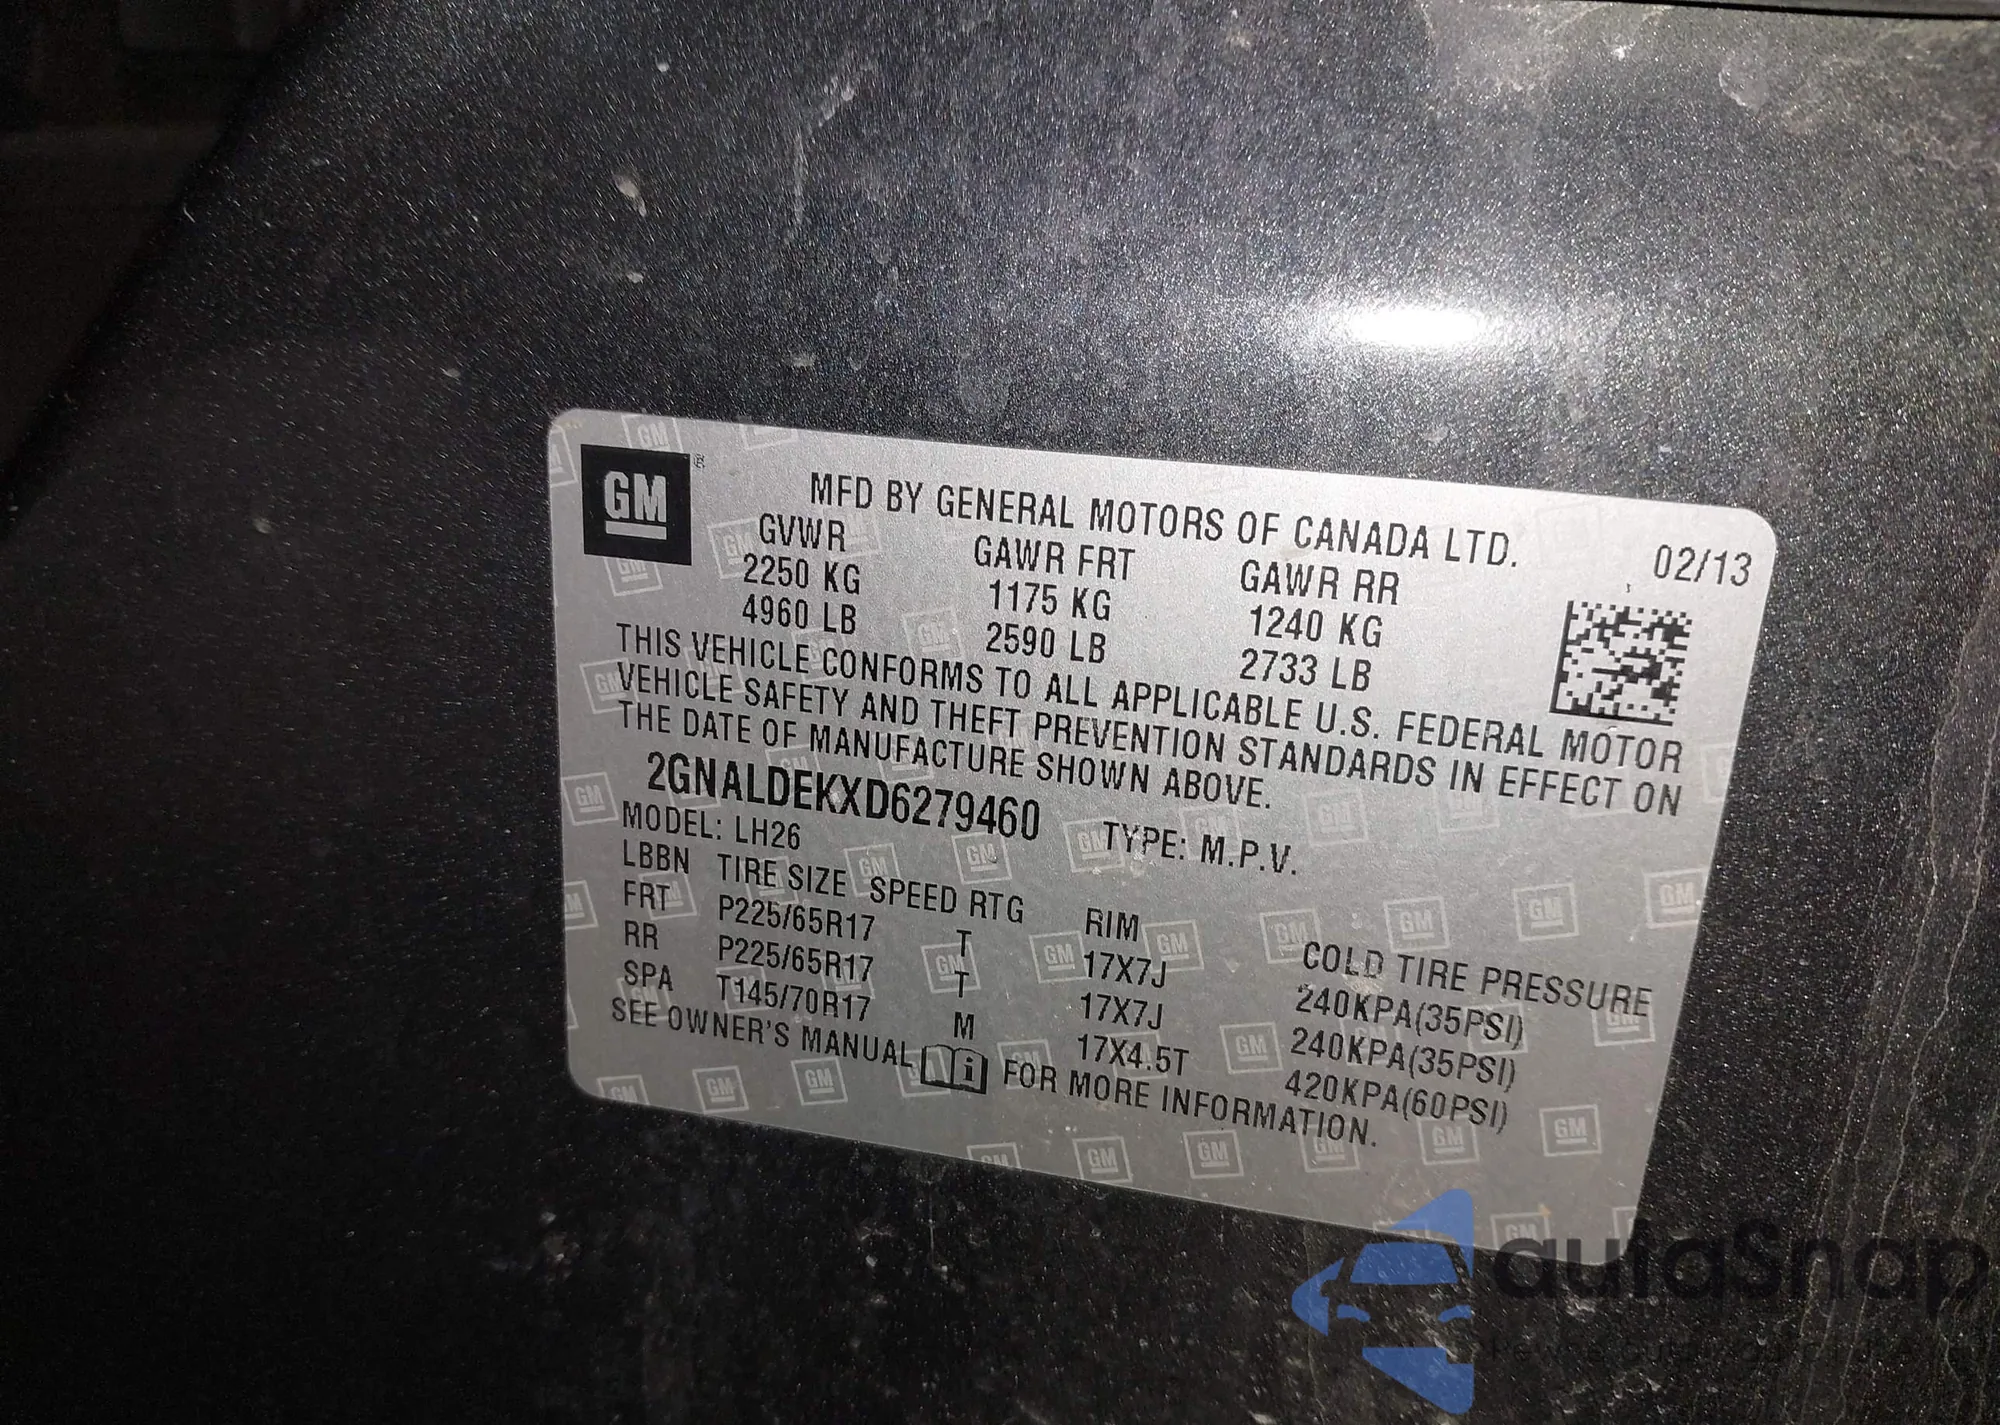 GM ®
MFD BY GENERAL MOTORS OF CANADA LTD. 02/13
GVWR GAWR FRT GAWR RR
2250 KG 1175 KG 1240 KG
4960 LB 2590 LB 2733 LB
THIS VEHICLE CONFORMS TO ALL APPLICABLE U.S. FEDERAL MOTOR
VEHICLE SAFETY AND THEFT PREVENTION STANDARDS IN EFFECT ON
THE DATE OF MANUFACTURE SHOWN ABOVE.
2GNALDEKXD6279460 TYPE: M.P.V.
MODEL: LH26
LBBN TIRE SIZE SPEED RTG RIM COLD TIRE PRESSURE
FRT P225/65R17 T 17X7J 240KPA(35PSI)
RR P225/65R17 T 17X7J 240KPA(35PSI)
SPA T145/70R17 M 17X4.5T 420KPA(60PSI)
SEE OWNER'S MANUAL i FOR MORE INFORMATION.
autaSnap